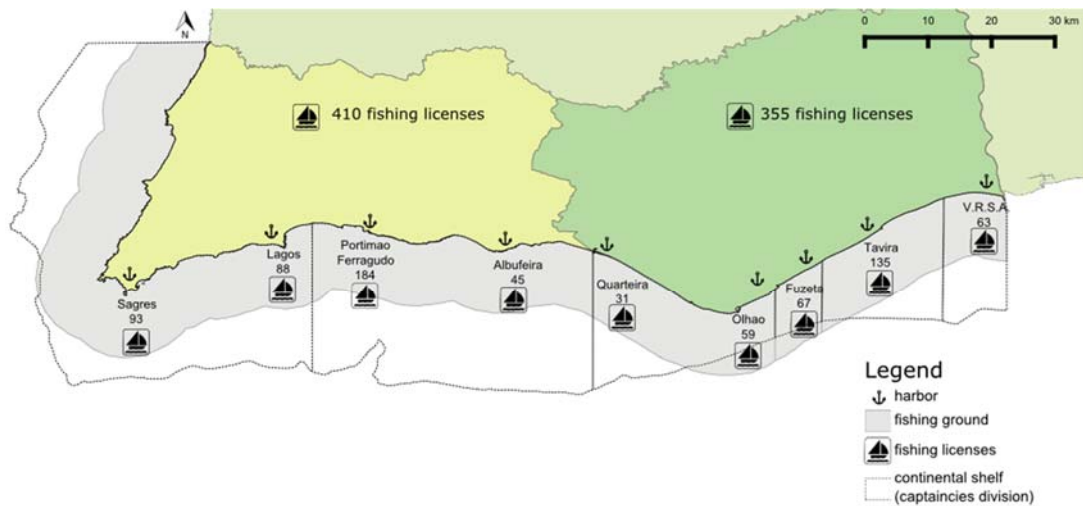 N
0 10 20 30 km
410 fishing licenses
355 fishing licenses
Sagres
93
Lagos
88
Portimao
Ferragudo
184
Albufeira
45
Quarteira
31
Olhao
59
Fuzeta
67
Tavira
135
V.R.S.A.
63
Legend
harbor
fishing ground
fishing licenses
continental shelf
(captaincies division)